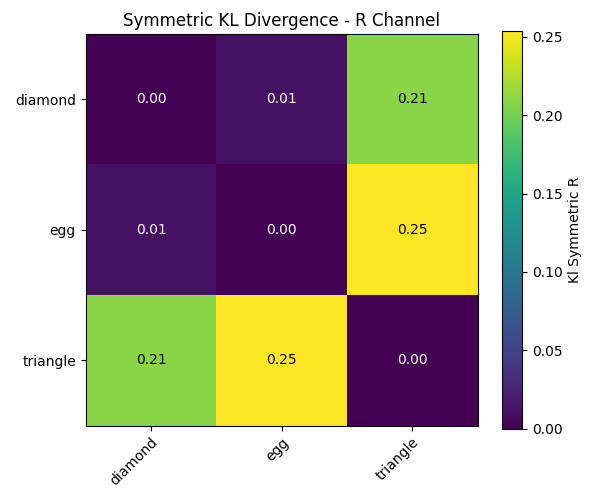 Symmetric KL Divergence - R Channel
diamond
0.00
0.01
0.21
egg
0.01
0.00
0.25
triangle
0.21
0.25
0.00
diamond
egg
triangle
0.25
0.20
0.15
0.10
0.05
0.00
Kl Symmetric R